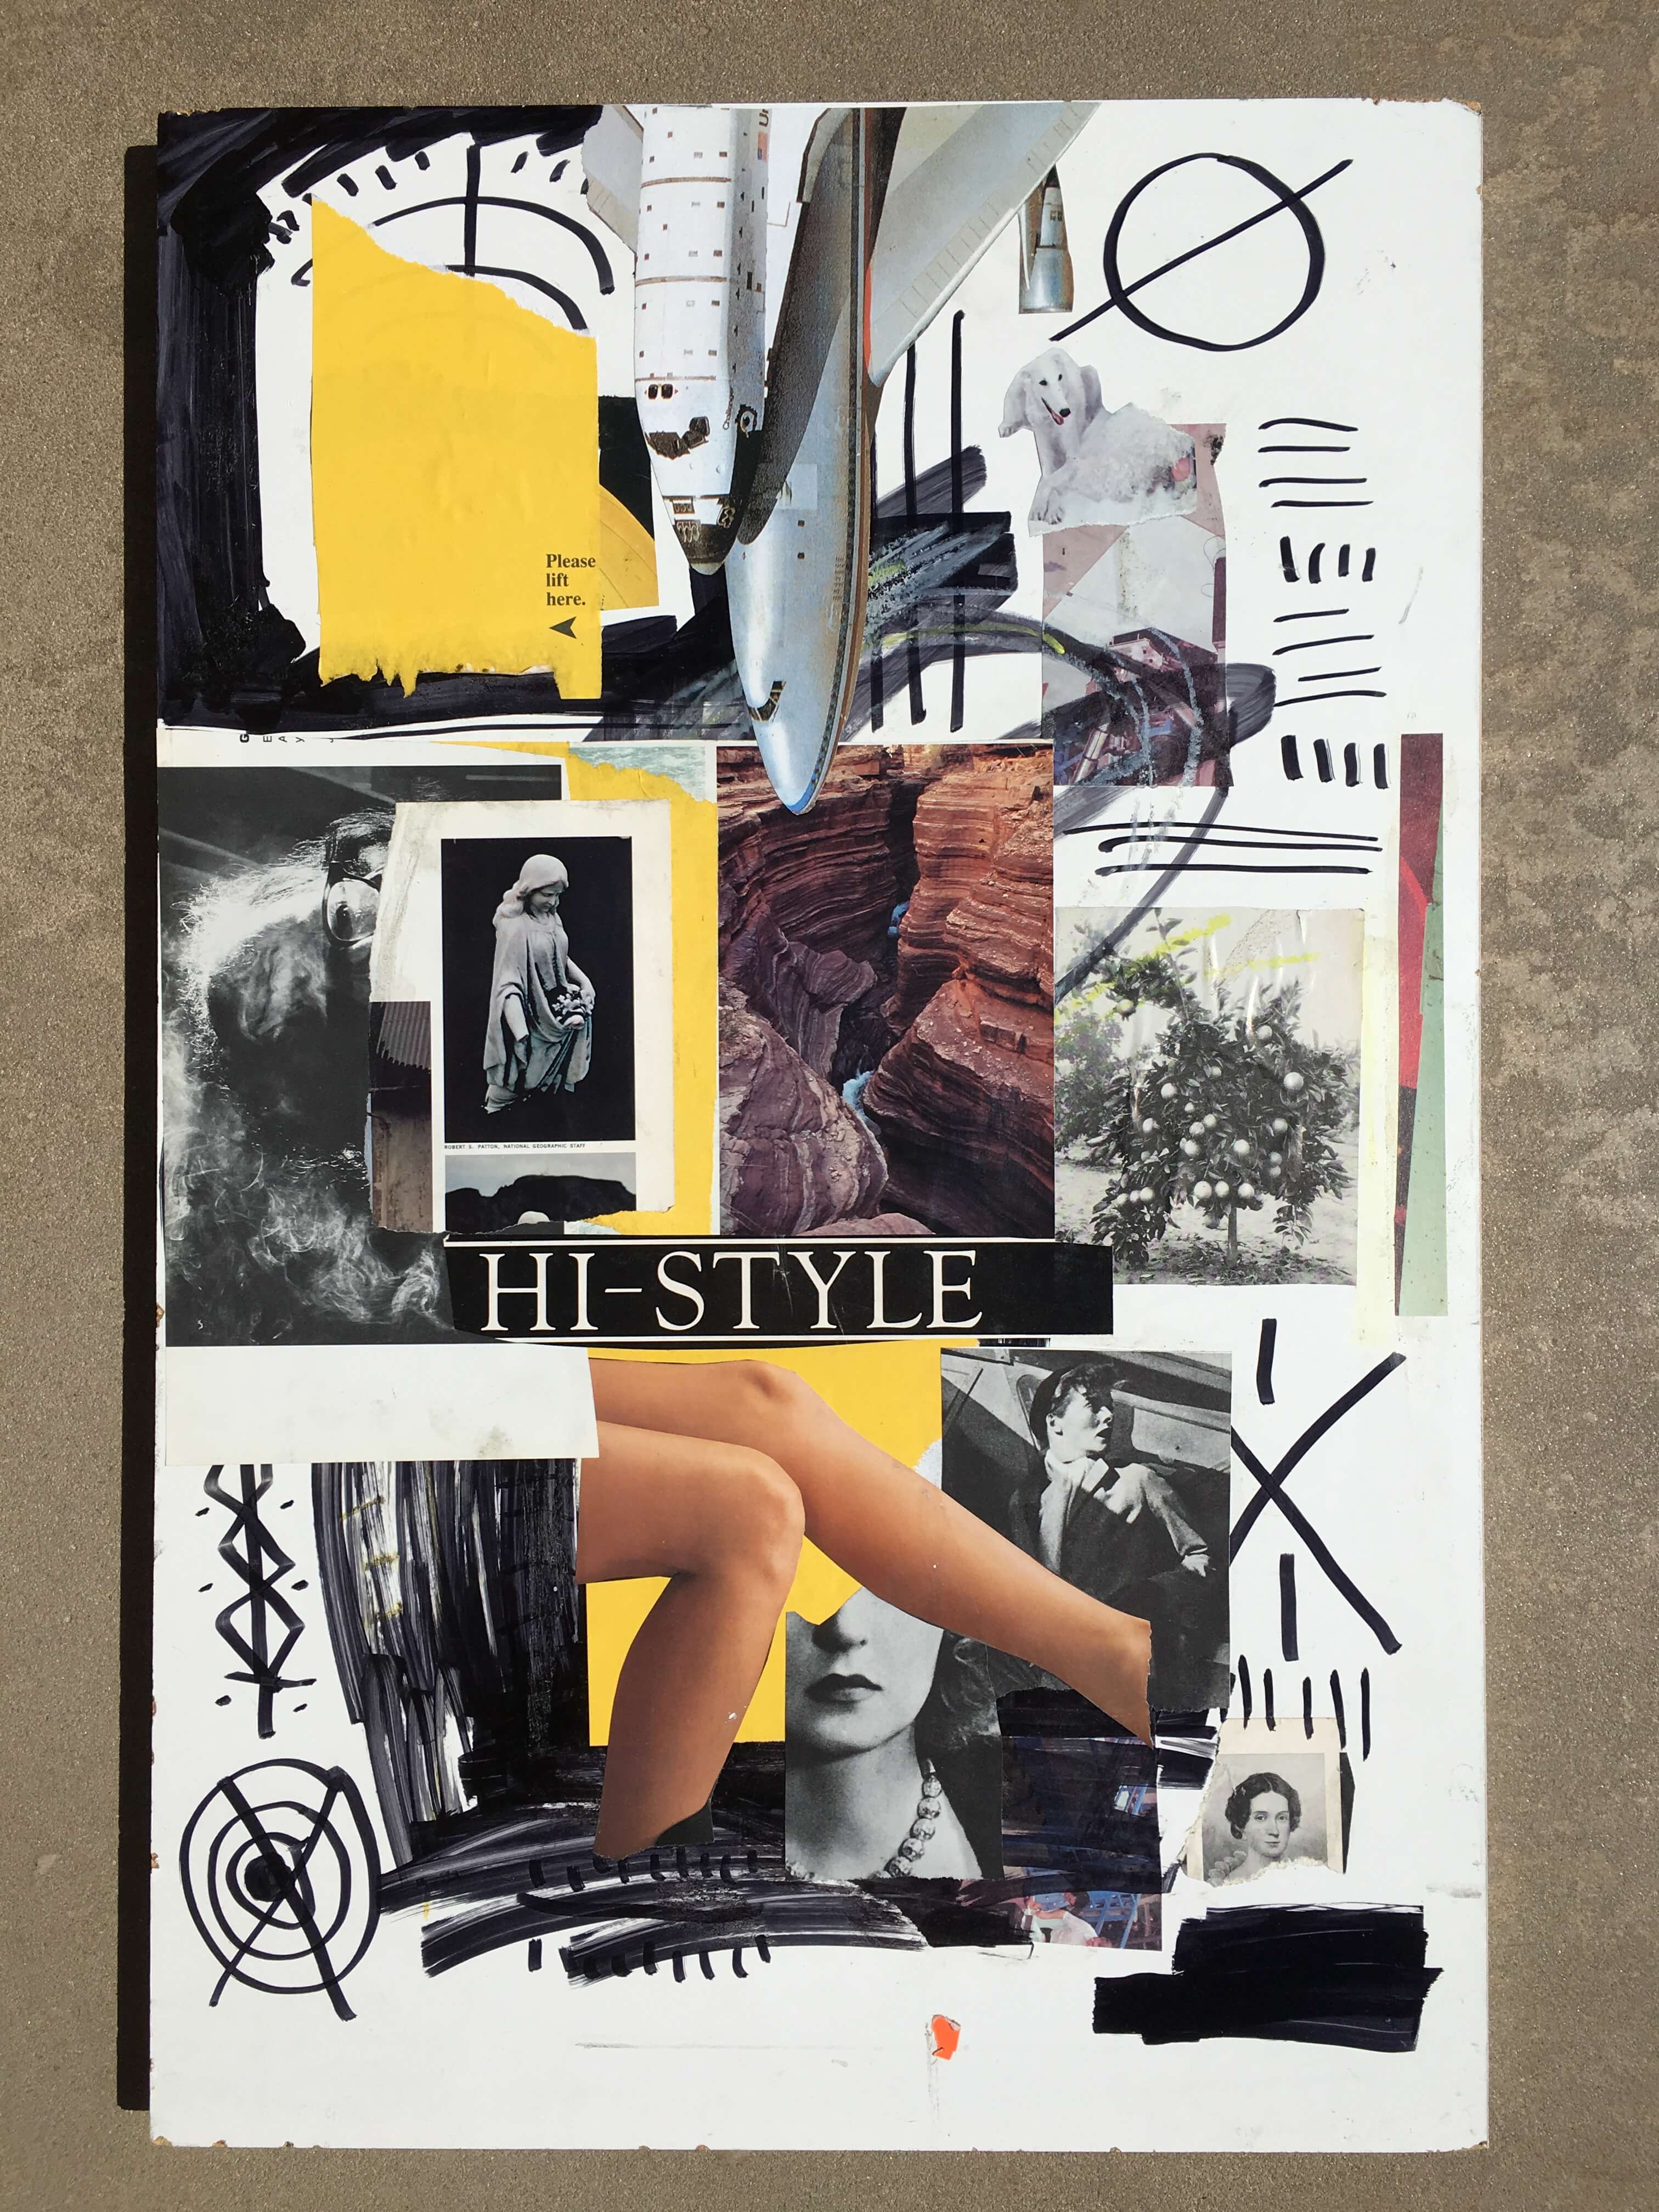 Please
lift
here.
ROBERT S. PATTON, NATIONAL GEOGRAPHIC STAFF
HI–STYLE